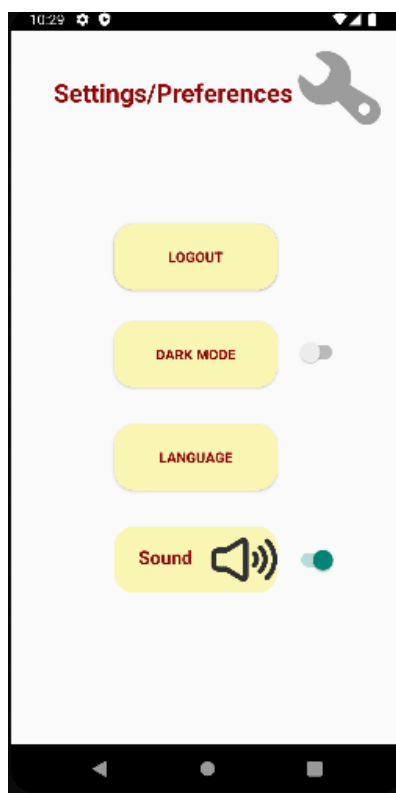 10:29
Settings/Preferences
LOGOUT
DARK MODE
LANGUAGE
Sound